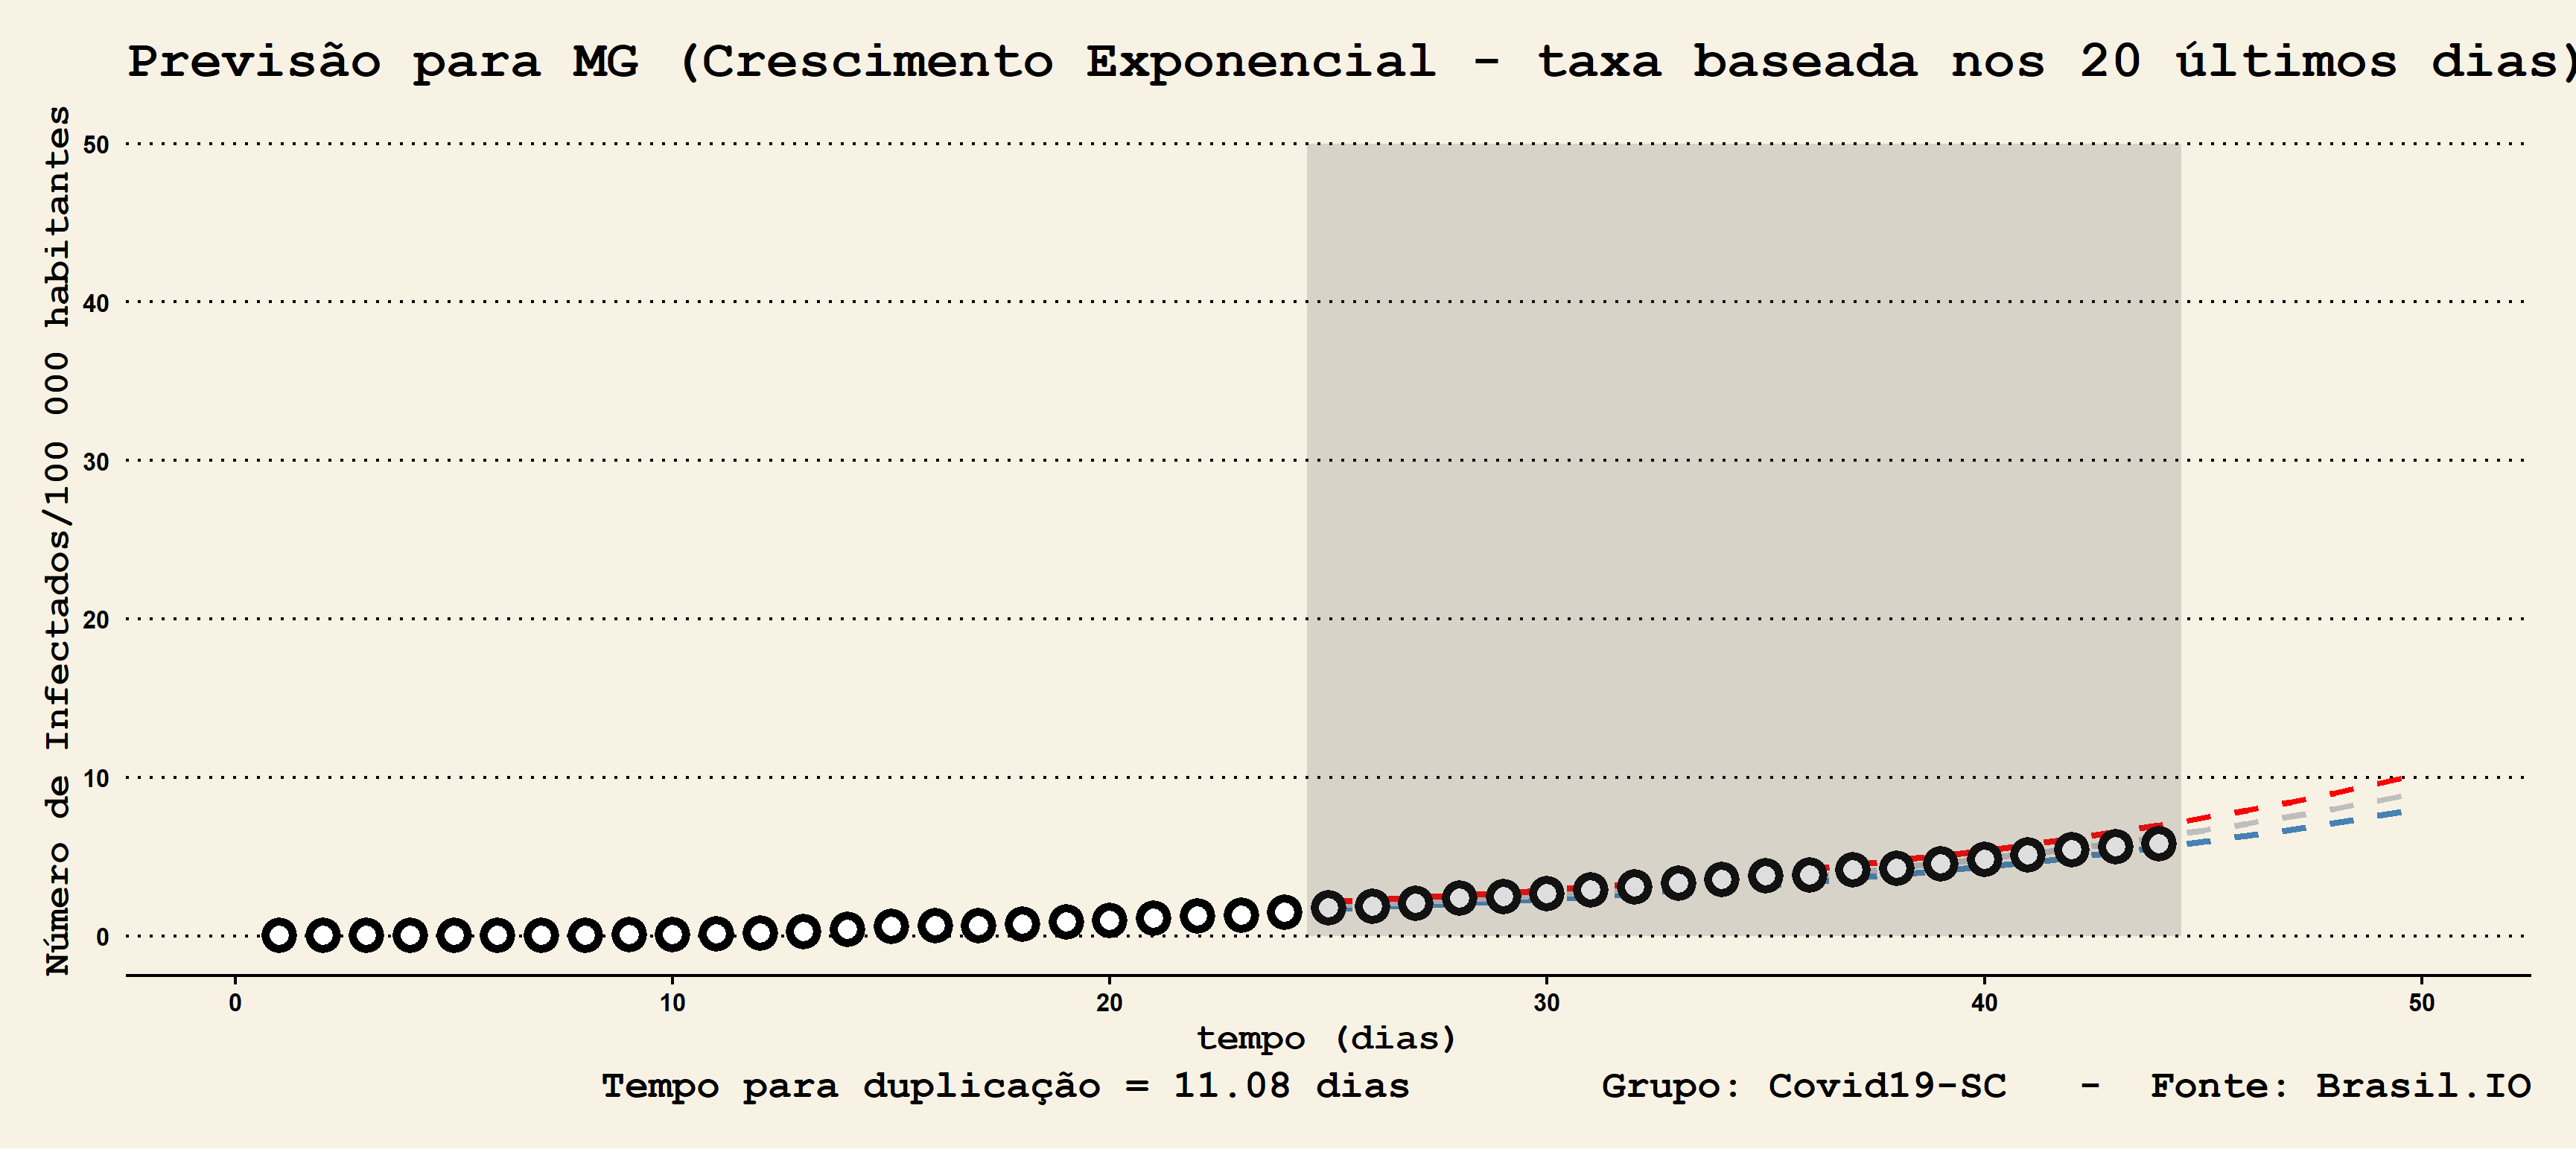 Previsão para MG (Crescimento Exponencial - taxa baseada nos 20 últimos dias)
Número de Infectados/100 000 habitantes
50
40
30
20
10
0
0 10 20 30 40 50
tempo (dias)
Tempo para duplicação = 11.08 dias Grupo: Covid19-SC - Fonte: Brasil.IO